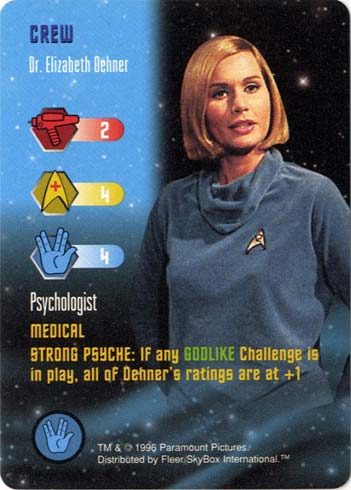 CREW
Dr. Elizabeth Dehner
2
4
4
Psychologist
MEDICAL
STRONG PSYCHE: If any GODLIKE Challenge is
in play, all of Dehner's ratings are at +1
TM & © 1996 Paramount Pictures.
Distributed by Fleer/SkyBox International.™